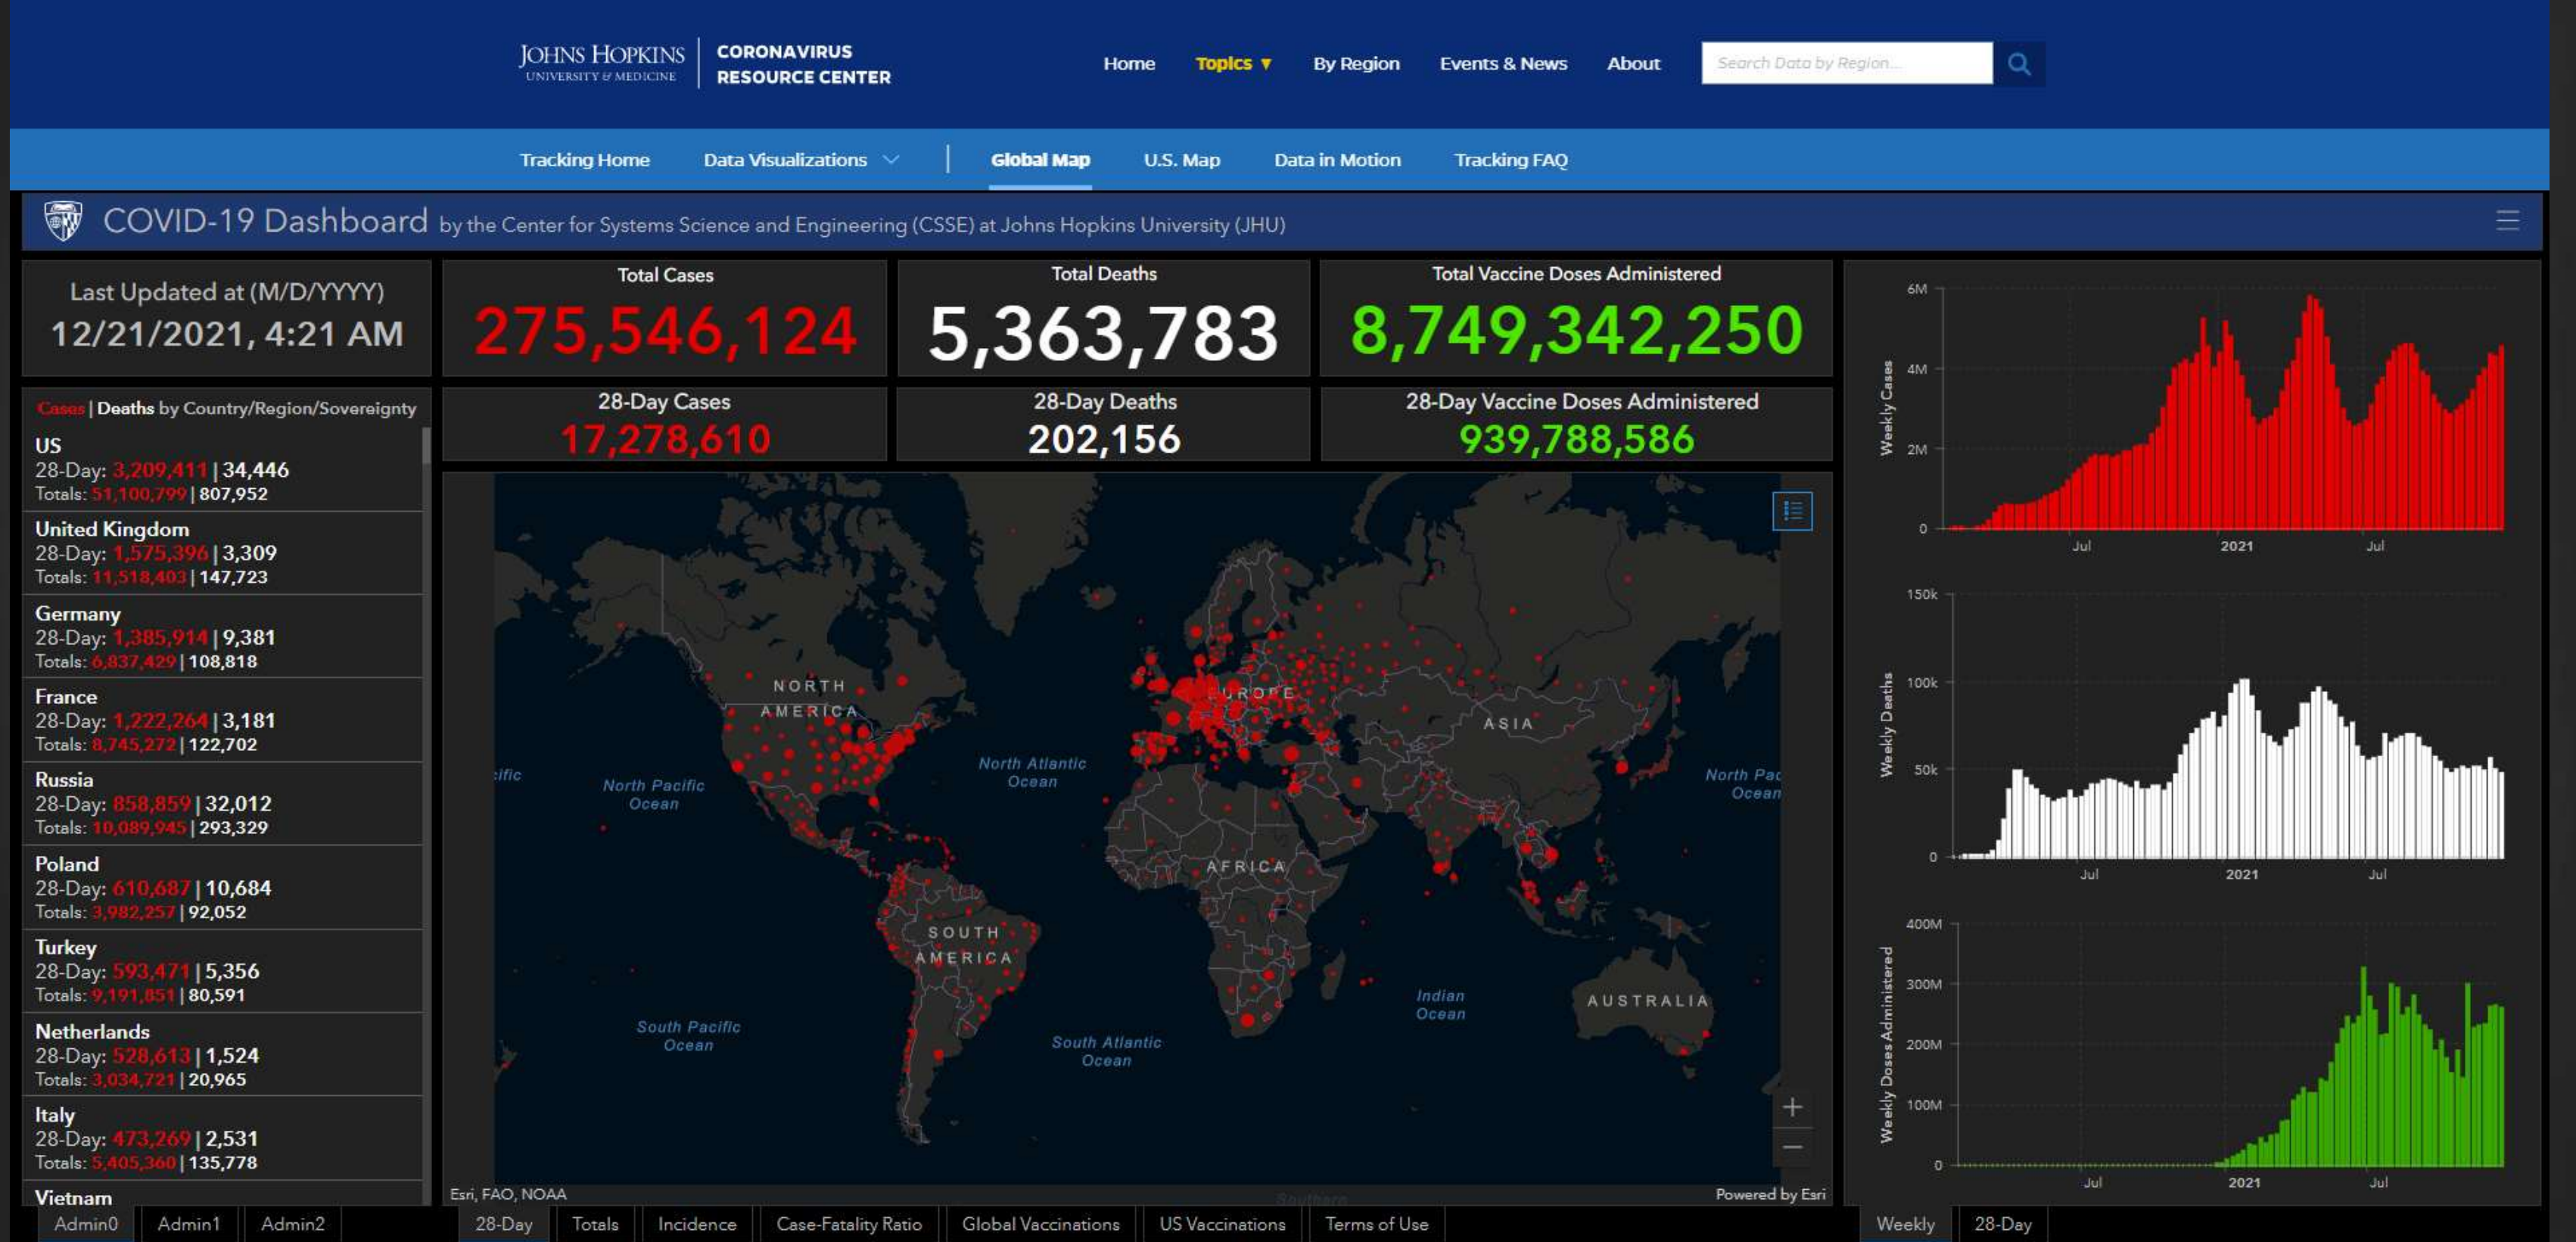 JOHNS HOPKINS
UNIVERSITY & MEDICINE
CORONAVIRUS
RESOURCE CENTER
Home Topics ▼ By Region Events & News About Search Data by Region...
Tracking Home Data Visualizations Global Map U.S. Map Data in Motion Tracking FAQ
COVID-19 Dashboard by the Center for Systems Science and Engineering (CSSE) at Johns Hopkins University (JHU)
Last Updated at (M/D/YYYY)
12/21/2021, 4:21 AM
Total Cases
275,546,124
Total Deaths
5,363,783
Total Vaccine Doses Administered
8,749,342,250
28-Day Cases
17,278,610
28-Day Deaths
202,156
28-Day Vaccine Doses Administered
939,788,586
Cases | Deaths by Country/Region/Sovereignty
US
28-Day: 3,209,411 | 34,446
Totals: 51,100,799 | 807,952
United Kingdom
28-Day: 1,575,396 | 3,309
Totals: 11,518,403 | 147,723
Germany
28-Day: 1,385,914 | 9,381
Totals: 6,837,429 | 108,818
France
28-Day: 1,222,264 | 3,181
Totals: 8,745,272 | 122,702
Russia
28-Day: 858,859 | 32,012
Totals: 10,089,945 | 293,329
Poland
28-Day: 610,687 | 10,684
Totals: 3,982,257 | 92,052
Turkey
28-Day: 593,471 | 5,356
Totals: 9,191,851 | 80,591
Netherlands
28-Day: 528,613 | 1,524
Totals: 3,034,721 | 20,965
Italy
28-Day: 473,269 | 2,531
Totals: 5,405,360 | 135,778
Vietnam
Admin0 Admin1 Admin2
NORTH
AMERICA
EUROPE
ASIA
cific
North Pacific
Ocean
North Atlantic
Ocean
North Pac
Ocean
AFRICA
SOUTH
AMERICA
AUSTRALIA
Indian
Ocean
South Pacific
Ocean
South Atlantic
Ocean
Southern
Esri, FAO, NOAA
Powered by Esri
28-Day Totals Incidence Case-Fatality Ratio Global Vaccinations US Vaccinations Terms of Use
Weekly Cases
6M
4M
2M
0
Jul 2021 Jul
Weekly Deaths
150k
100k
50k
0
Jul 2021 Jul
Weekly Doses Administered
400M
300M
200M
100M
0
Jul 2021 Jul
Weekly 28-Day